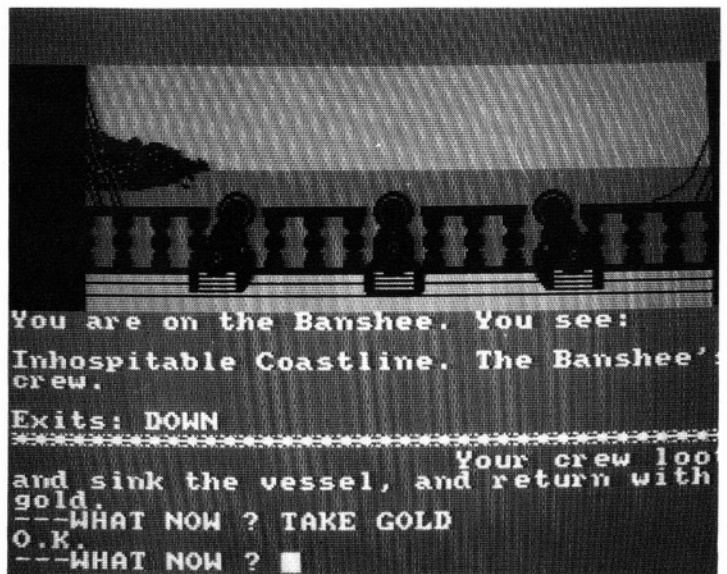 You are on the Banshee. You see:
Inhospitable Coastline. The Banshee's
crew.
Exits: DOWN
Your crew loo
and sink the vessel, and return with
gold.
---WHAT NOW ? TAKE GOLD
O.K.
---WHAT NOW ?